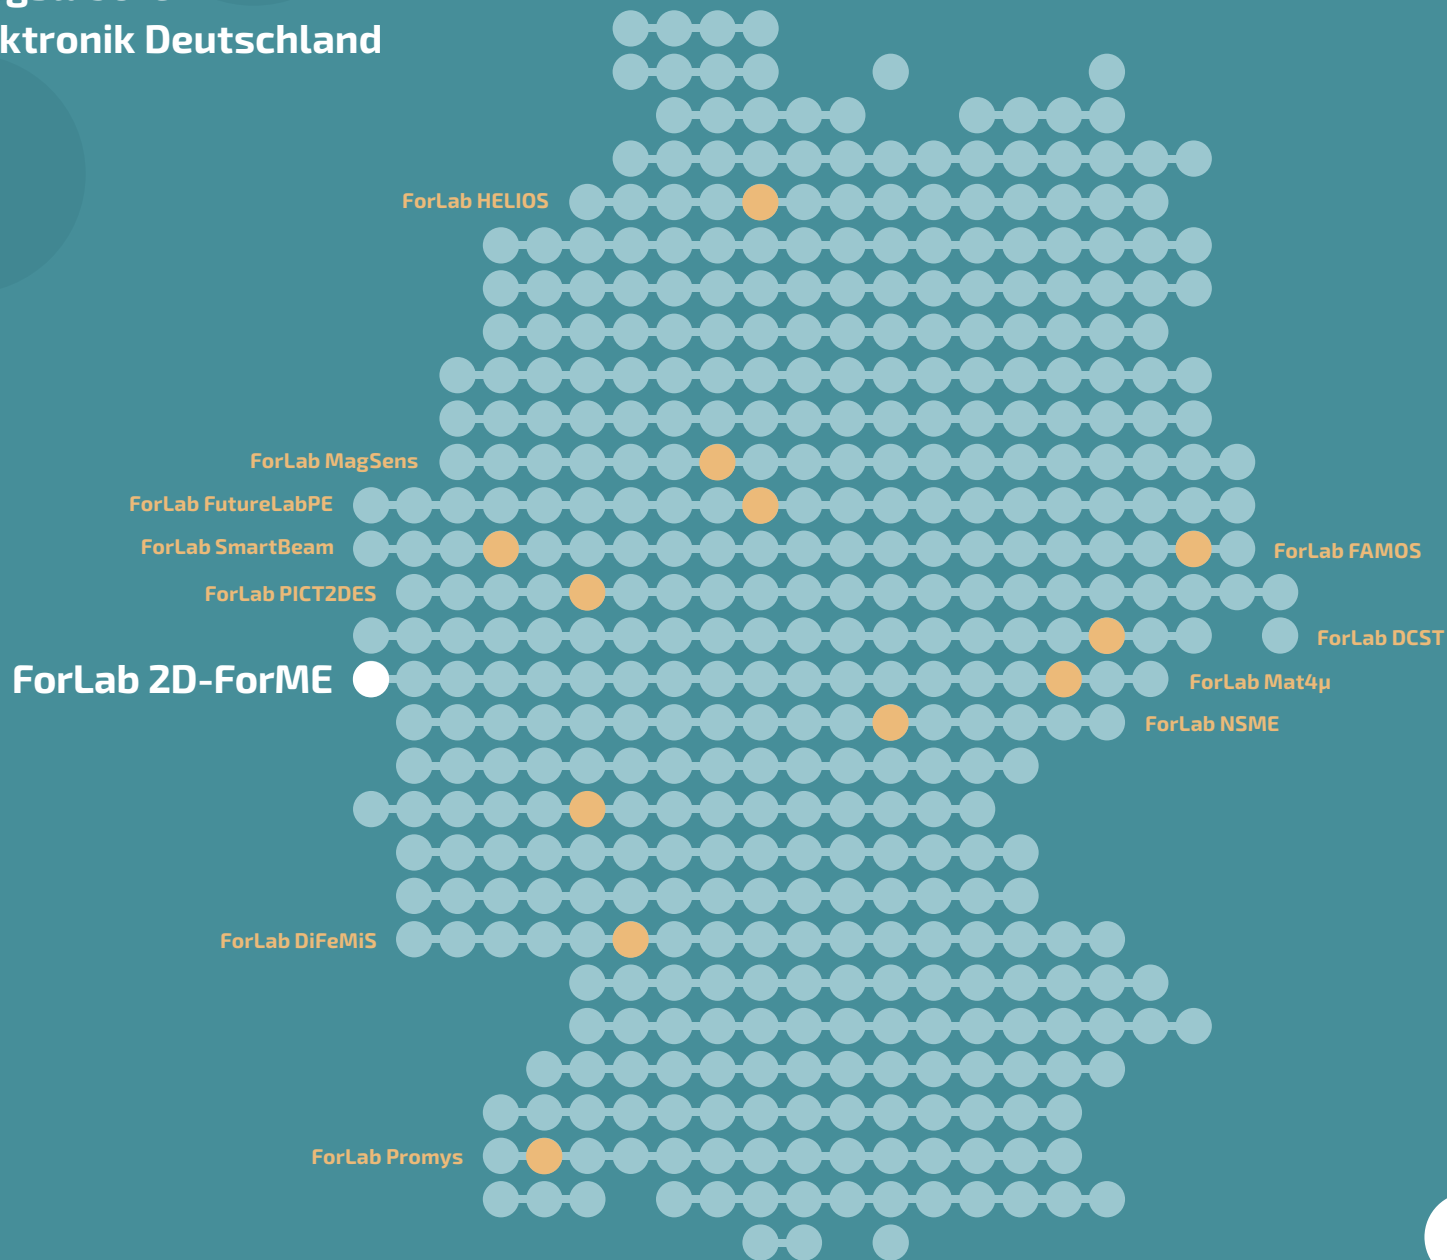 ktronik Deutschland
ForLab HELIOS
ForLab MagSens
ForLab FutureLabPE
ForLab SmartBeam
ForLab FAMOS
ForLab PICT2DES
ForLab DCST
ForLab 2D-ForME
ForLab Mat4μ
ForLab NSME
ForLab DiFeMiS
ForLab Promys